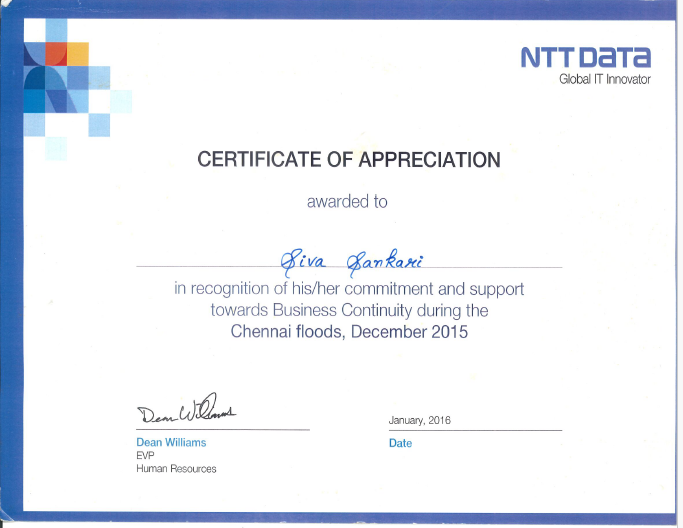 NTT DATA
Global IT Innovator
CERTIFICATE OF APPRECIATION
awarded to
Siva Sankari
in recognition of his/her commitment and support
towards Business Continuity during the
Chennai floods, December 2015
Dean Williams
January, 2016
Dean Williams
Date
EVP
Human Resources